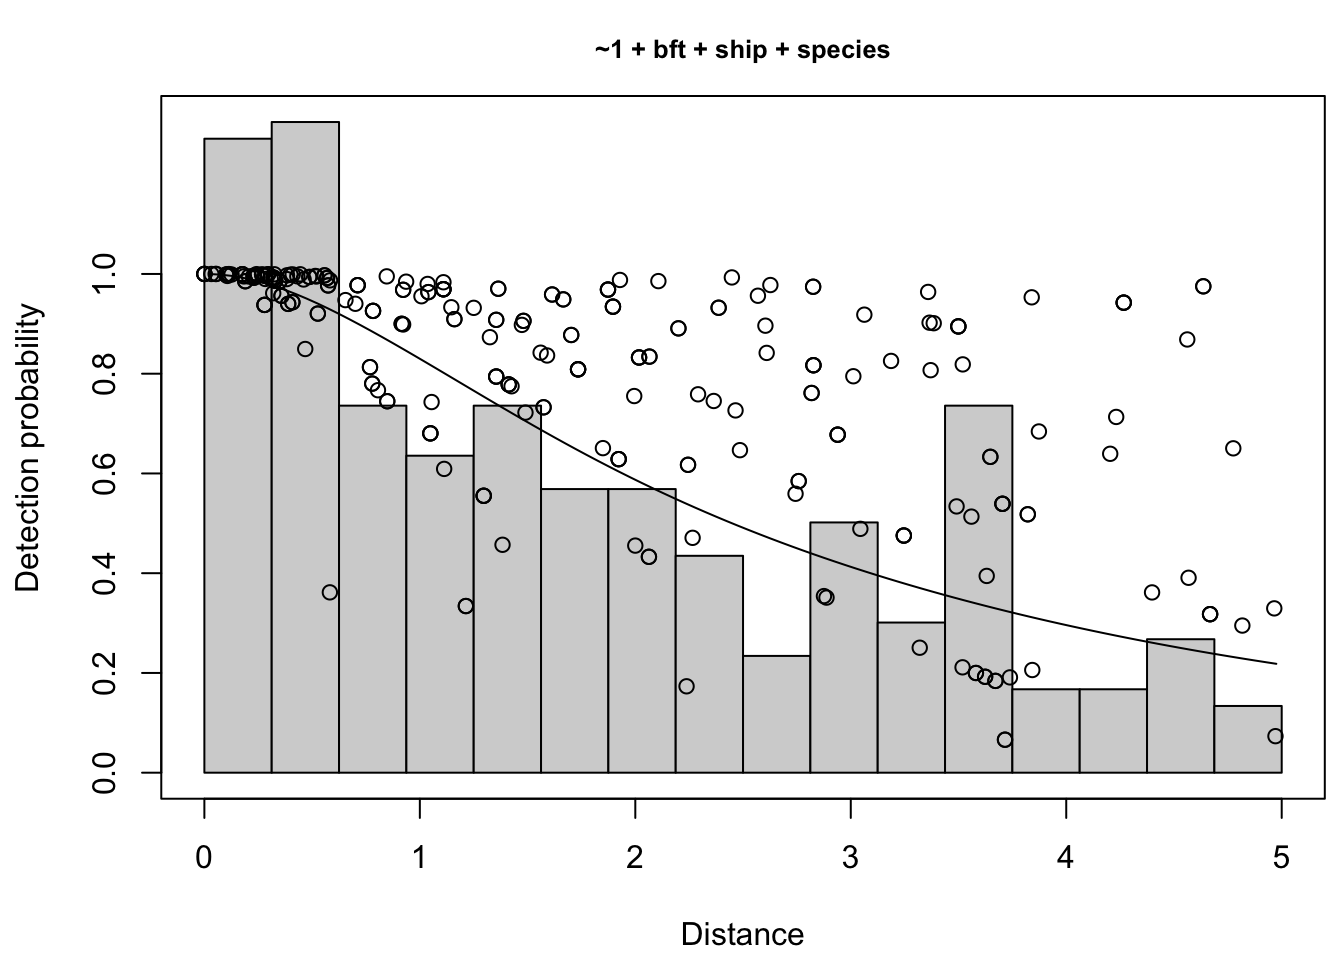 ~1 + bft + ship + species
Detection probability
1.0
0.8
0.6
0.4
0.2
0.0
0 1 2 3 4 5
Distance